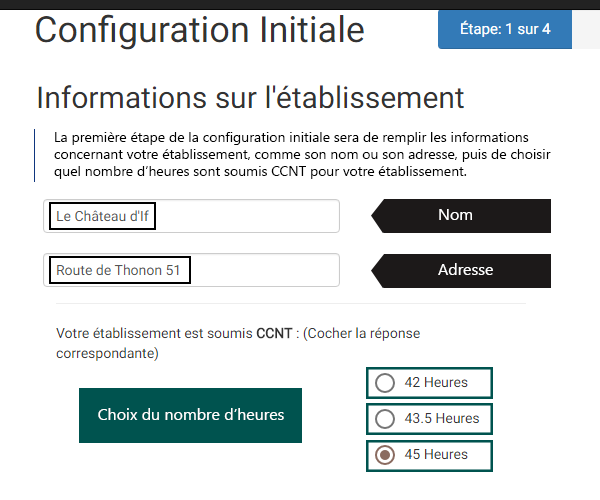 Configuration Initiale
Étape: 1 sur 4
Informations sur l'établissement
La première étape de la configuration initiale sera de remplir les informations
concernant votre établissement, comme son nom ou son adresse, puis de choisir
quel nombre d'heures sont soumis CCNT pour votre établissement.
Le Château d'If
Nom
Route de Thonon 51
Adresse
Votre établissement est soumis CCNT : (Cocher la réponse
correspondante)
Choix du nombre d'heures
42 Heures
43.5 Heures
45 Heures